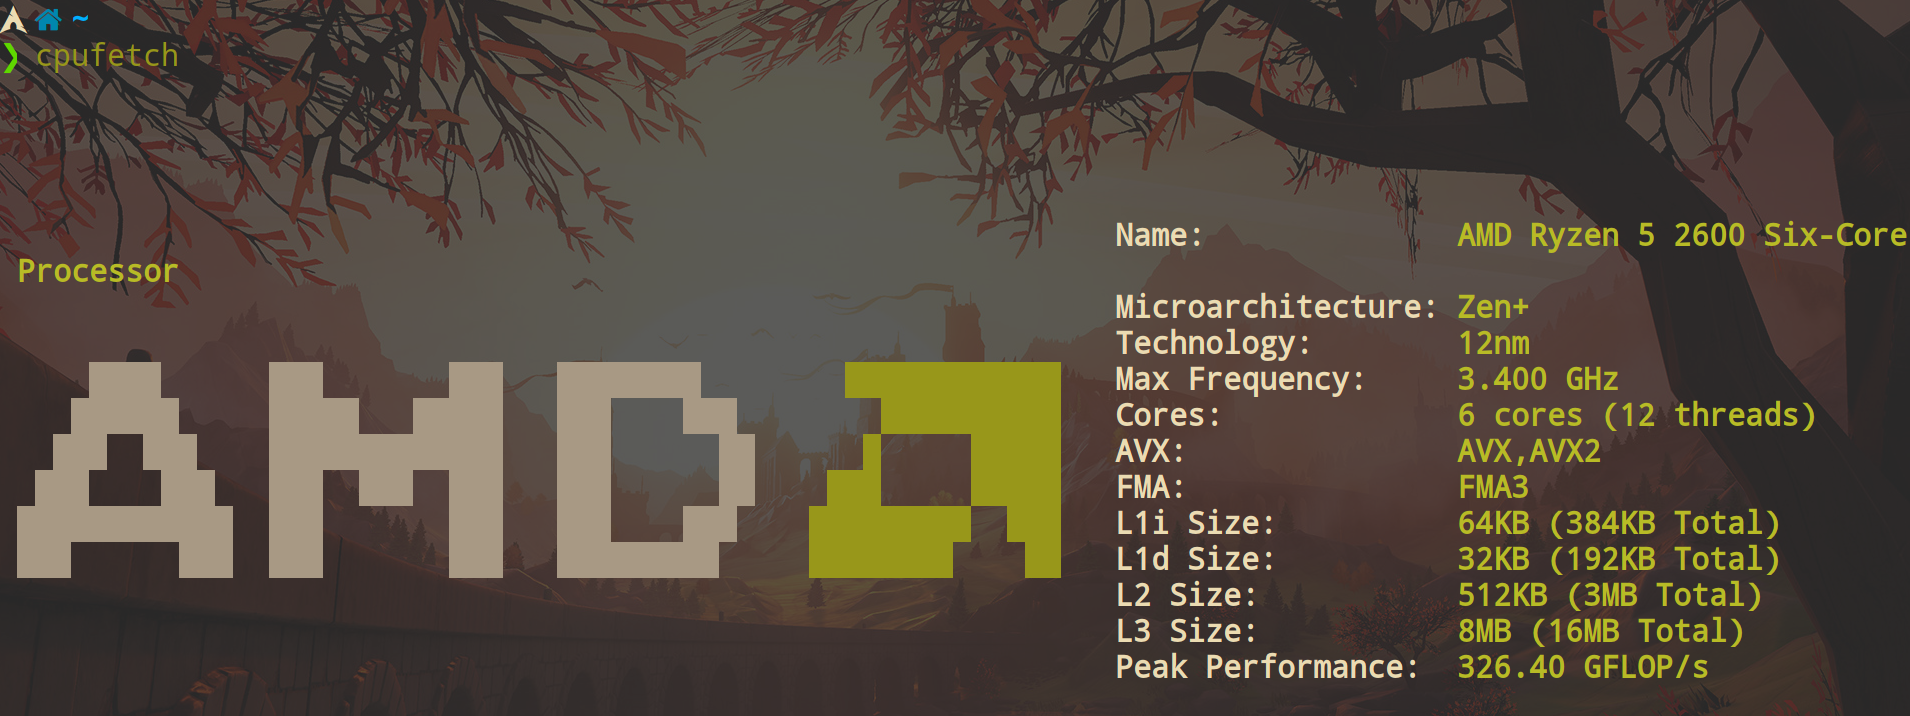 ~
❯ cpufetch
Name: AMD Ryzen 5 2600 Six-Core
Processor
Microarchitecture: Zen+
Technology: 12nm
Max Frequency: 3.400 GHz
Cores: 6 cores (12 threads)
AVX: AVX,AVX2
FMA: FMA3
L1i Size: 64KB (384KB Total)
L1d Size: 32KB (192KB Total)
L2 Size: 512KB (3MB Total)
L3 Size: 8MB (16MB Total)
Peak Performance: 326.40 GFLOP/s
AMD